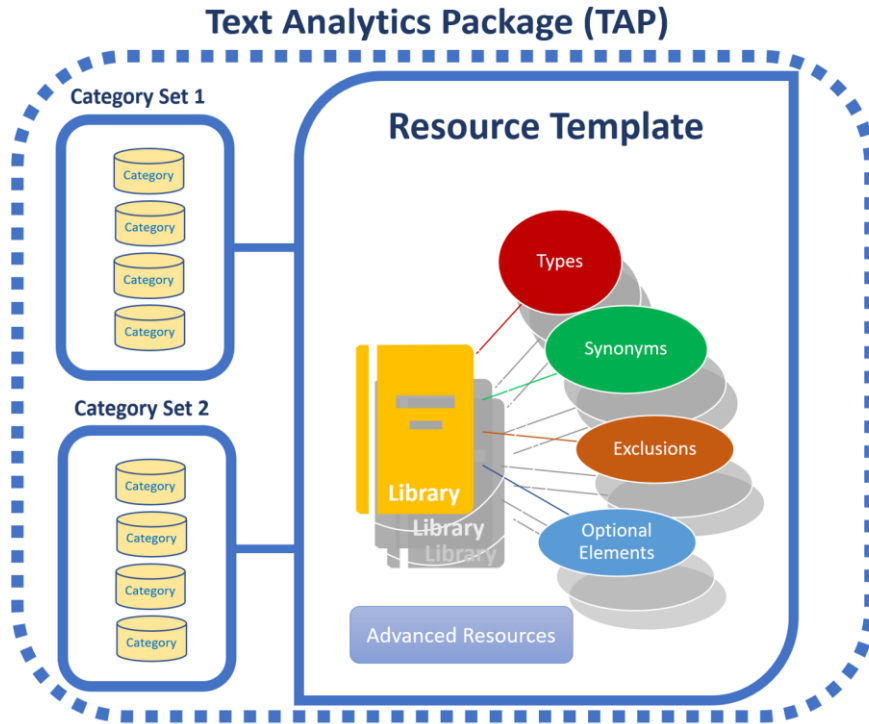 Text Analytics Package (TAP)
Category Set 1
Category
Category
Category
Category
Category Set 2
Category
Category
Category
Category
Resource Template
Types
Synonyms
Exclusions
Optional
Elements
Library
Library
Library
Advanced Resources